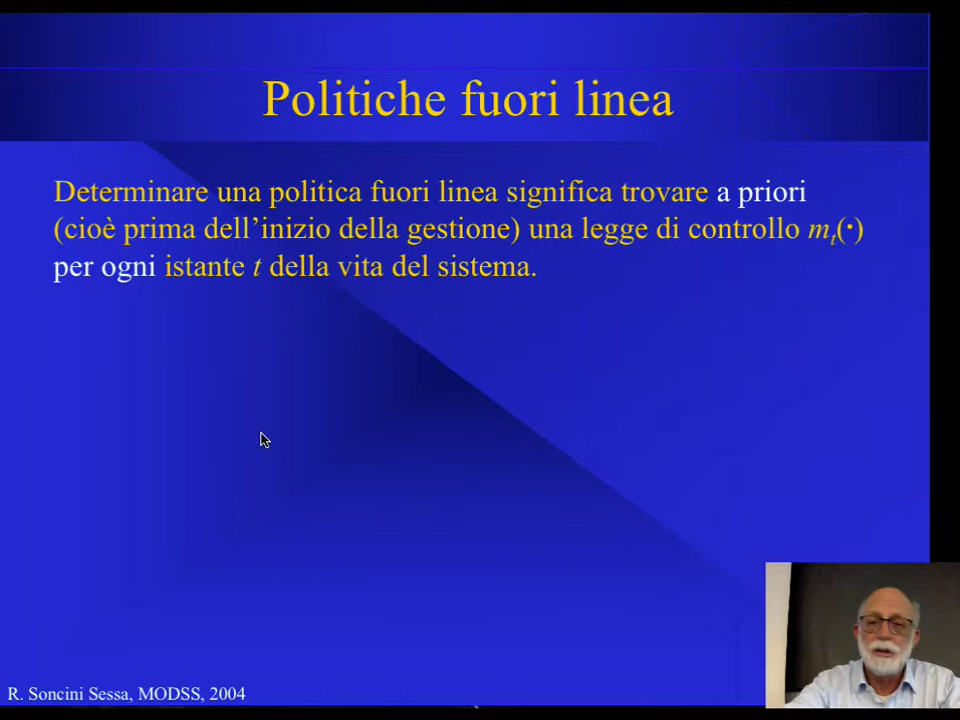 Politiche fuori linea
Determinare una politica fuori linea significa trovare a priori
(cioè prima dell’inizio della gestione) una legge di controllo mt(·)
per ogni istante t della vita del sistema.
R. Soncini Sessa, MODSS, 2004